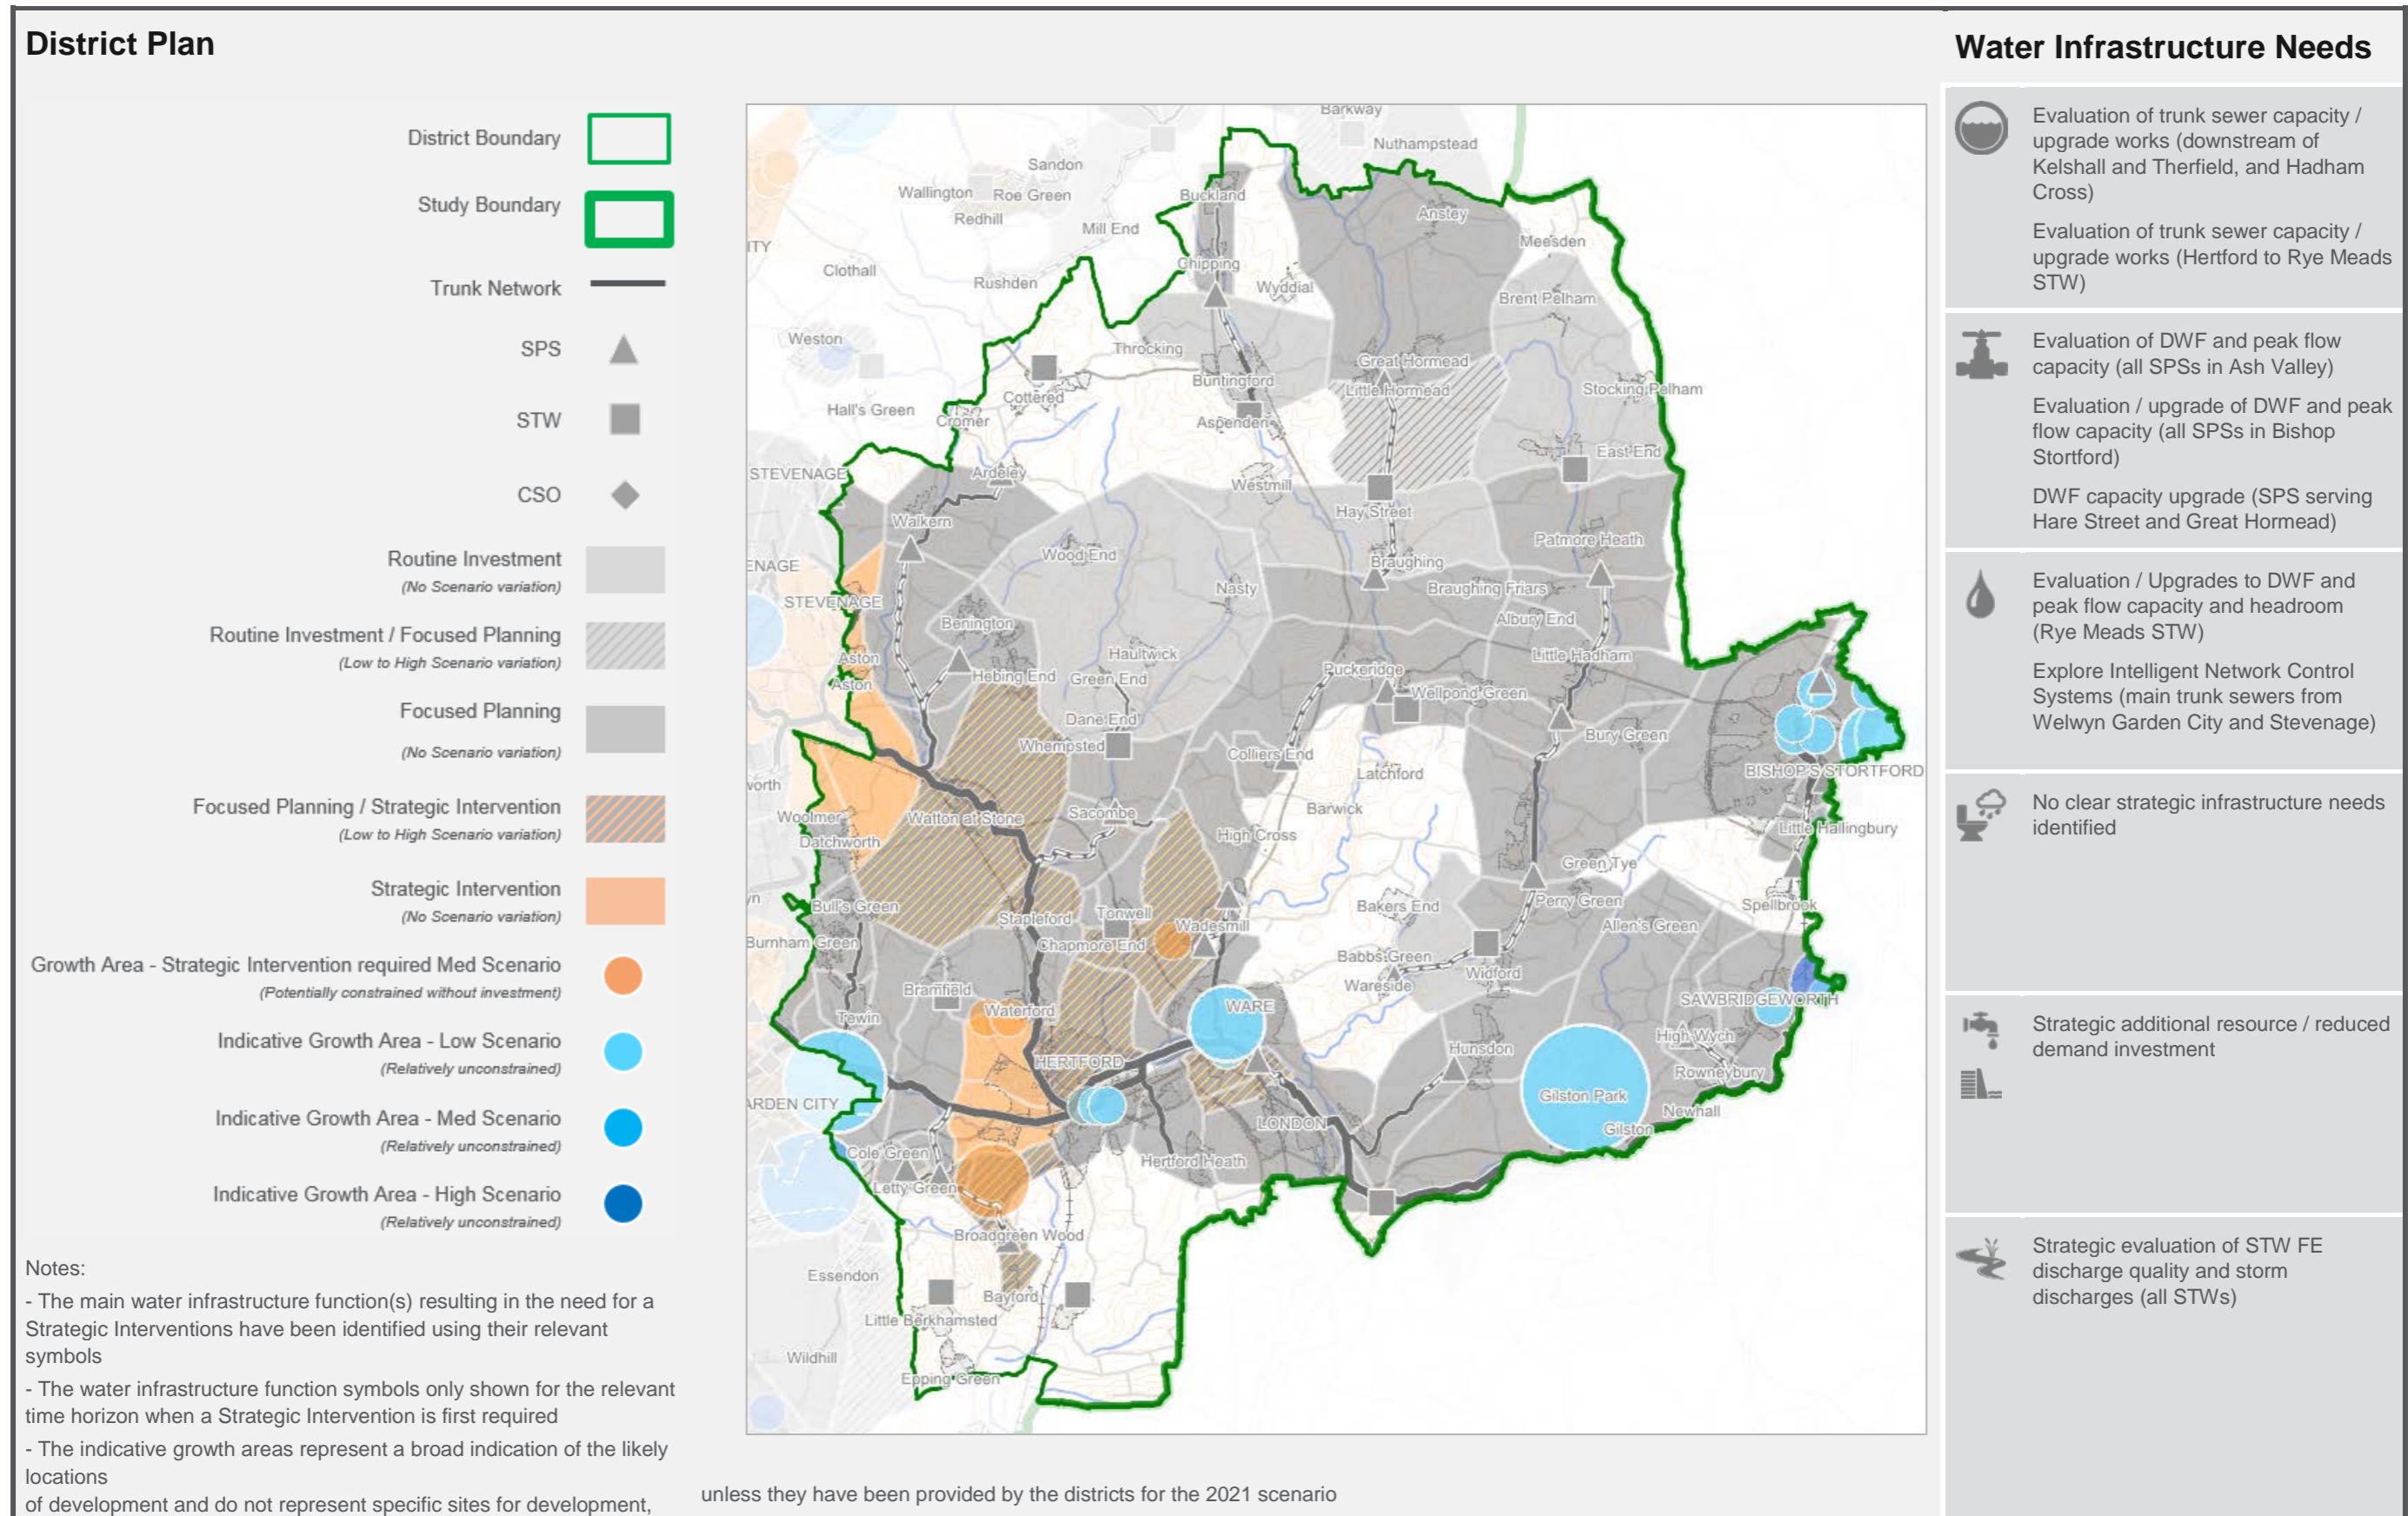 District Plan
District Boundary
Study Boundary
Trunk Network
SPS
STW
CSO
Routine Investment
(No Scenario variation)
Routine Investment / Focused Planning
(Low to High Scenario variation)
Focused Planning
(No Scenario variation)
Focused Planning / Strategic Intervention
(Low to High Scenario variation)
Strategic Intervention
(No Scenario variation)
Growth Area - Strategic Intervention required Med Scenario
(Potentially constrained without investment)
Indicative Growth Area - Low Scenario
(Relatively unconstrained)
Indicative Growth Area - Med Scenario
(Relatively unconstrained)
Indicative Growth Area - High Scenario
(Relatively unconstrained)
Notes:
- The main water infrastructure function(s) resulting in the need for a
Strategic Interventions have been identified using their relevant
symbols
- The water infrastructure function symbols only shown for the relevant
time horizon when a Strategic Intervention is first required
- The indicative growth areas represent a broad indication of the likely
locations
of development and do not represent specific sites for development,
unless they have been provided by the districts for the 2021 scenario
Barkway
Nuthampstead
Sandon
Wallington
Roe Green
Redhill
Buckland
Anstey
Mill End
Meesden
ITY
Clothall
Chipping
Rushden
Wyddial
Brent Pelham
Weston
Throcking
Great Hormead
Buntingford
Little Hormead
Stocking Pelham
Cottered
Hall's Green
Cromer
Aspenden
East End
STEVENAGE
Ardeley
Westmill
Hay Street
Walkern
Patmore Heath
Wood End
Braughing
ENAGE
Nasty
Braughing Friars
STEVENAGE
Benington
Albury End
Haultwick
Little Hadham
Aston
Hebing End
Green End
Puckeridge
Wellpond Green
Aston
Dane End
Whempsted
Colliers End
Bury Green
Latchford
BISHOP'S STORTFORD
worth
Woolmer
Watton at Stone
Sacombe
Barwick
High Cross
Little Hallingbury
Datchworth
Green Tye
yn
Bull's Green
Stapleford
Tonwell
Bakers End
Perry Green
Spellbrook
Wadesmill
Allen's Green
Burnham Green
Chapmore End
Babbs Green
Widford
Bramfield
Wareside
SAWBRIDGEWORTH
Waterford
WARE
Tewin
High Wych
HERTFORD
Hunsdon
Rowneybury
Gilston Park
ARDEN CITY
Newhall
LONDON
Gilston
Cole Green
Hertford Heath
Letty Green
Broadgreen Wood
Essendon
Bayford
Little Berkhamsted
Wildhill
Epping Green
Water Infrastructure Needs
Evaluation of trunk sewer capacity /
upgrade works (downstream of
Kelshall and Therfield, and Hadham
Cross)
Evaluation of trunk sewer capacity /
upgrade works (Hertford to Rye Meads
STW)
Evaluation of DWF and peak flow
capacity (all SPSs in Ash Valley)
Evaluation / upgrade of DWF and peak
flow capacity (all SPSs in Bishop
Stortford)
DWF capacity upgrade (SPS serving
Hare Street and Great Hormead)
Evaluation / Upgrades to DWF and
peak flow capacity and headroom
(Rye Meads STW)
Explore Intelligent Network Control
Systems (main trunk sewers from
Welwyn Garden City and Stevenage)
No clear strategic infrastructure needs
identified
Strategic additional resource / reduced
demand investment
Strategic evaluation of STW FE
discharge quality and storm
discharges (all STWs)